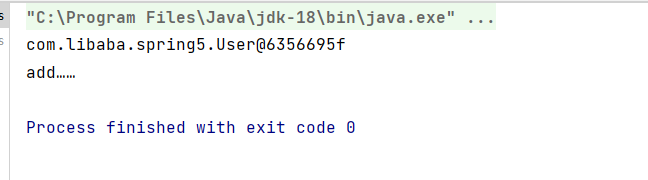 "C:\Program Files\Java\jdk-18\bin\java.exe" ...
com.libaba.spring5.User@6356695f
add……
Process finished with exit code 0